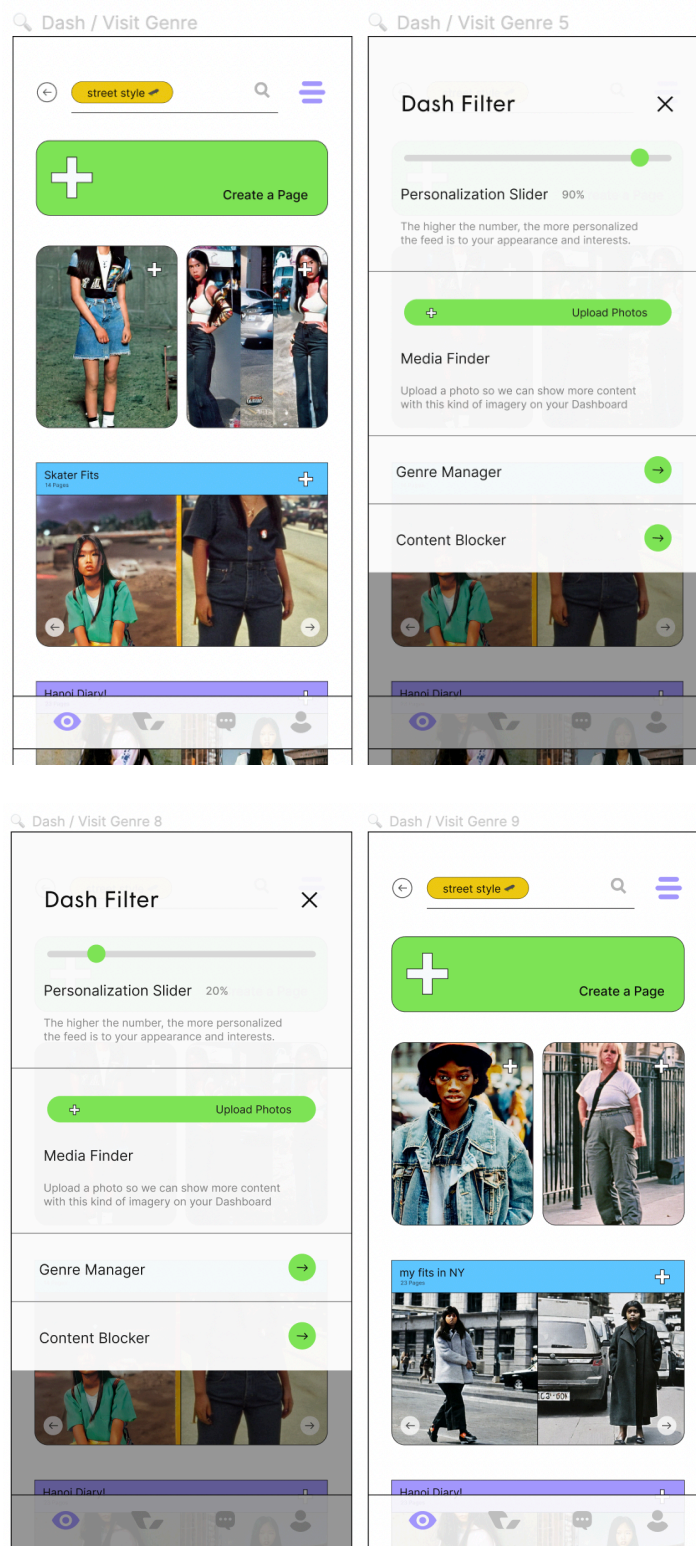 Dash / Visit Genre
street style
Create a Page
Skater Fits
14 Pages
Hanoi Diary!
Dash / Visit Genre 5
Dash Filter
Personalization Slider 90%
The higher the number, the more personalized
the feed is to your appearance and interests.
Upload Photos
Media Finder
Upload a photo so we can show more content
with this kind of imagery on your Dashboard
Genre Manager
Content Blocker
Hanoi Diary!
Dash / Visit Genre 8
Dash Filter
Personalization Slider 20%
The higher the number, the more personalized
the feed is to your appearance and interests.
Upload Photos
Media Finder
Upload a photo so we can show more content
with this kind of imagery on your Dashboard
Genre Manager
Content Blocker
Hanoi Diary!
Dash / Visit Genre 9
street style
Create a Page
my fits in NY
23 Pages
Hanoi Diary!